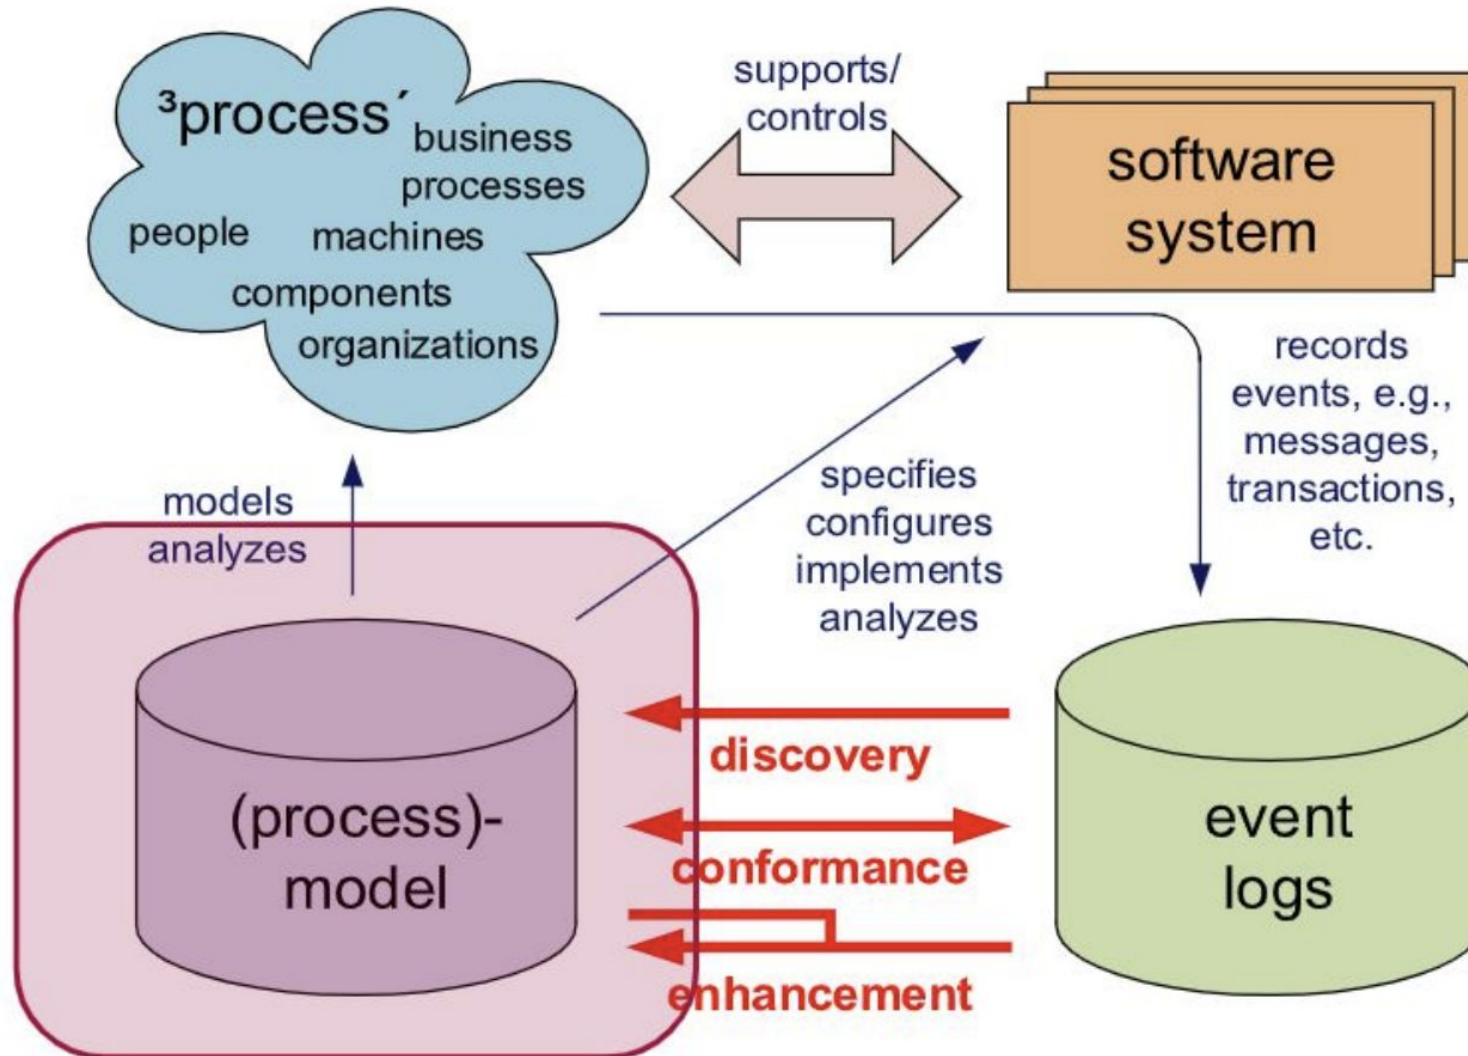 ³process´
business
processes
people
machines
components
organizations
supports/
controls
software
system
records
events, e.g.,
messages,
transactions,
etc.
models
analyzes
specifies
configures
implements
analyzes
(process)-
model
discovery
conformance
enhancement
event
logs